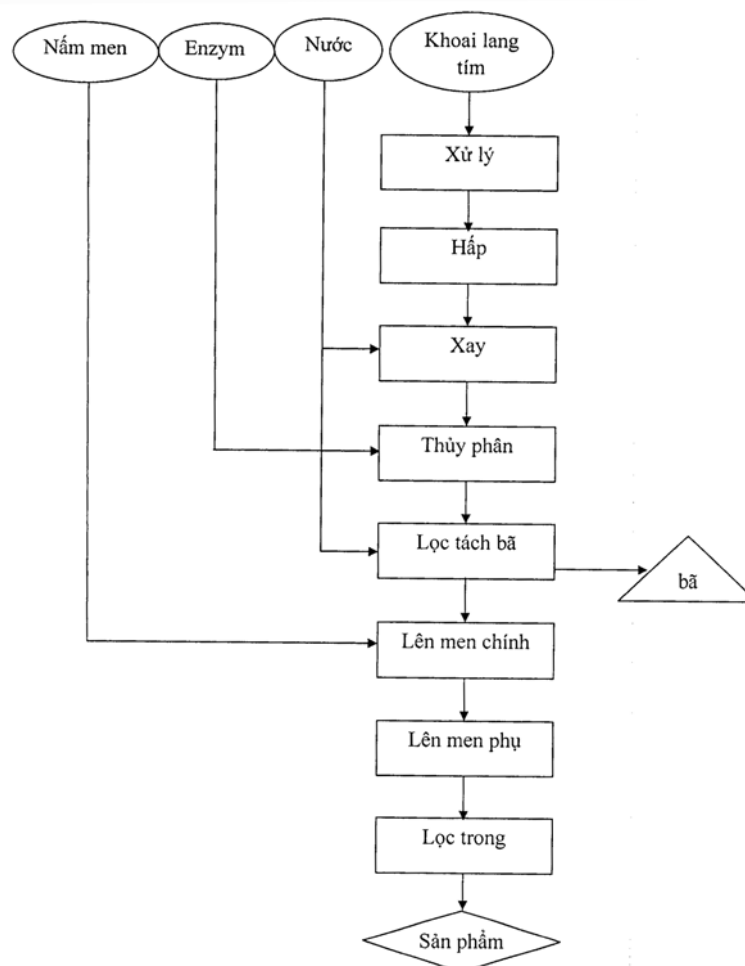 Nấm men
Enzym
Nước
Khoai lang
tím
Xử lý
Hấp
Xay
Thủy phân
Lọc tách bã
bã
Lên men chính
Lên men phụ
Lọc trong
Sản phẩm